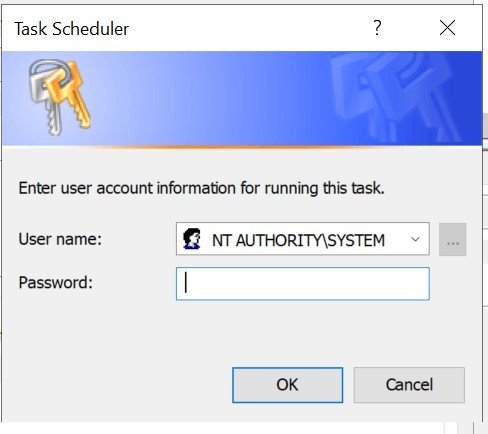 Task Scheduler ?
Enter user account information for running this task.
User name: NT AUTHORITY\SYSTEM ...
Password:
OK Cancel